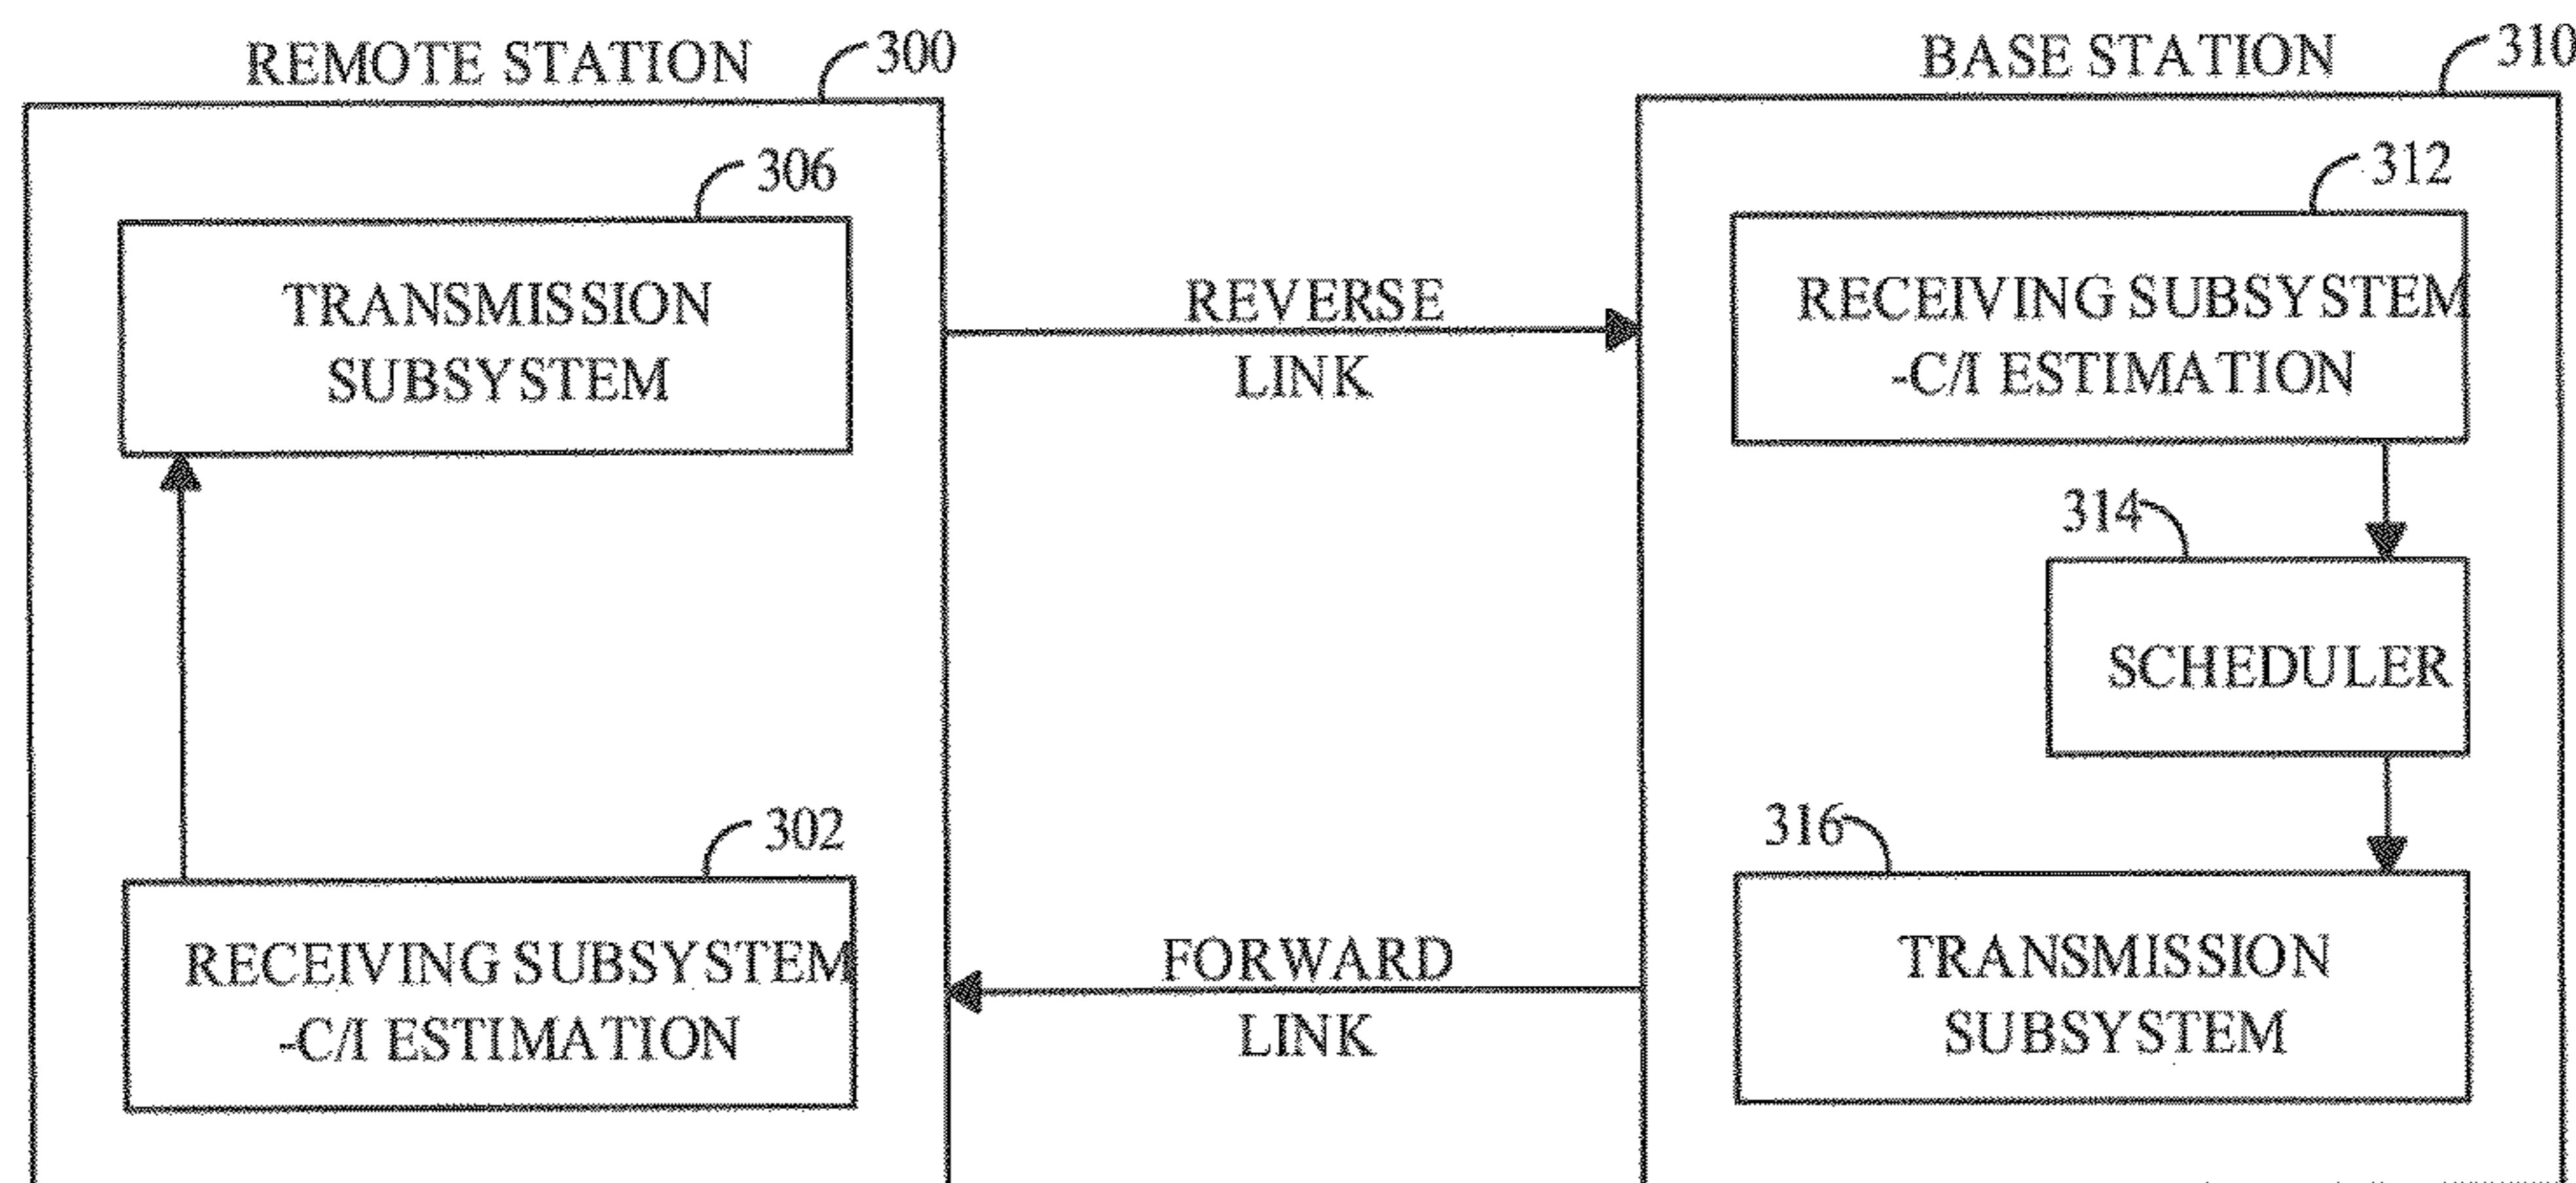 REMOTE STATION
300
BASE STATION
310
306
TRANSMISSION
SUBSYSTEM
REVERSE
LINK
312
RECEIVING SUBSYSTEM
-C/I ESTIMATION
314
SCHEDULER
302
RECEIVING SUBSYSTEM
-C/I ESTIMATION
FORWARD
LINK
316
TRANSMISSION
SUBSYSTEM